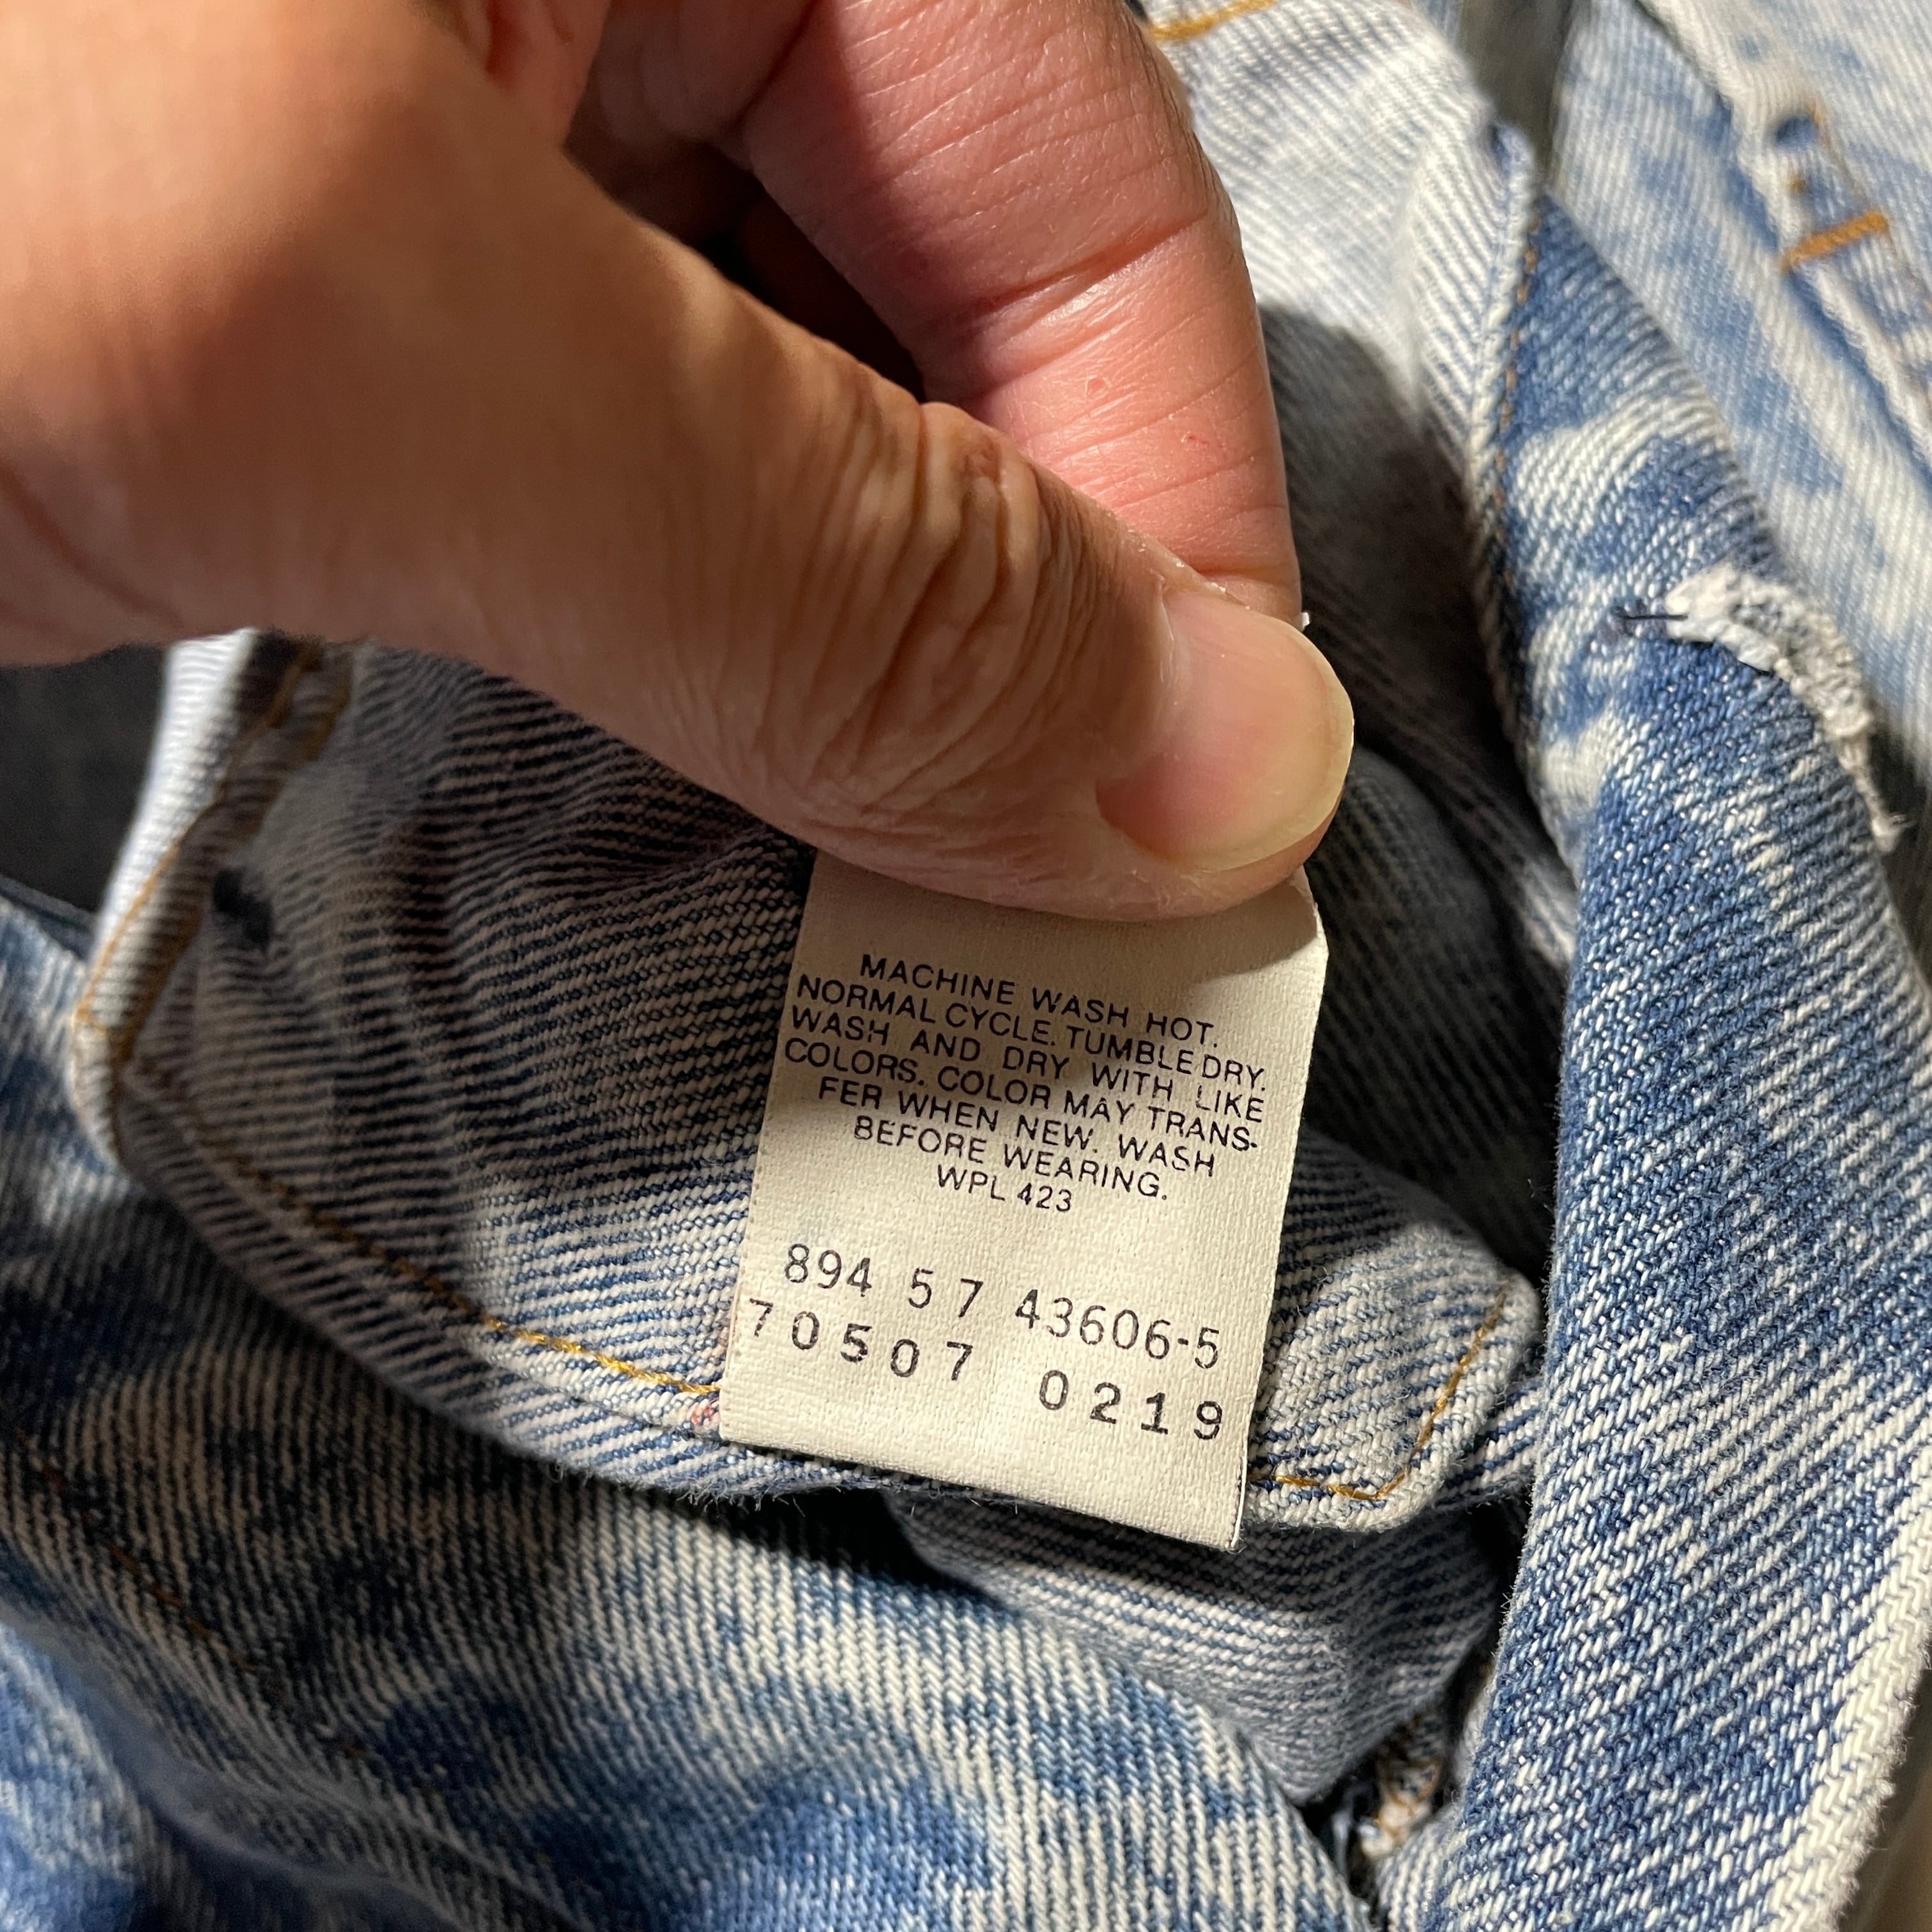 MACHINE WASH HOT.
NORMAL CYCLE. TUMBLE DRY.
WASH AND DRY WITH LIKE
COLORS. COLOR MAY TRANS-
FER WHEN NEW. WASH
BEFORE WEARING.
WPL 423
894 57 43606-5
70507 0219